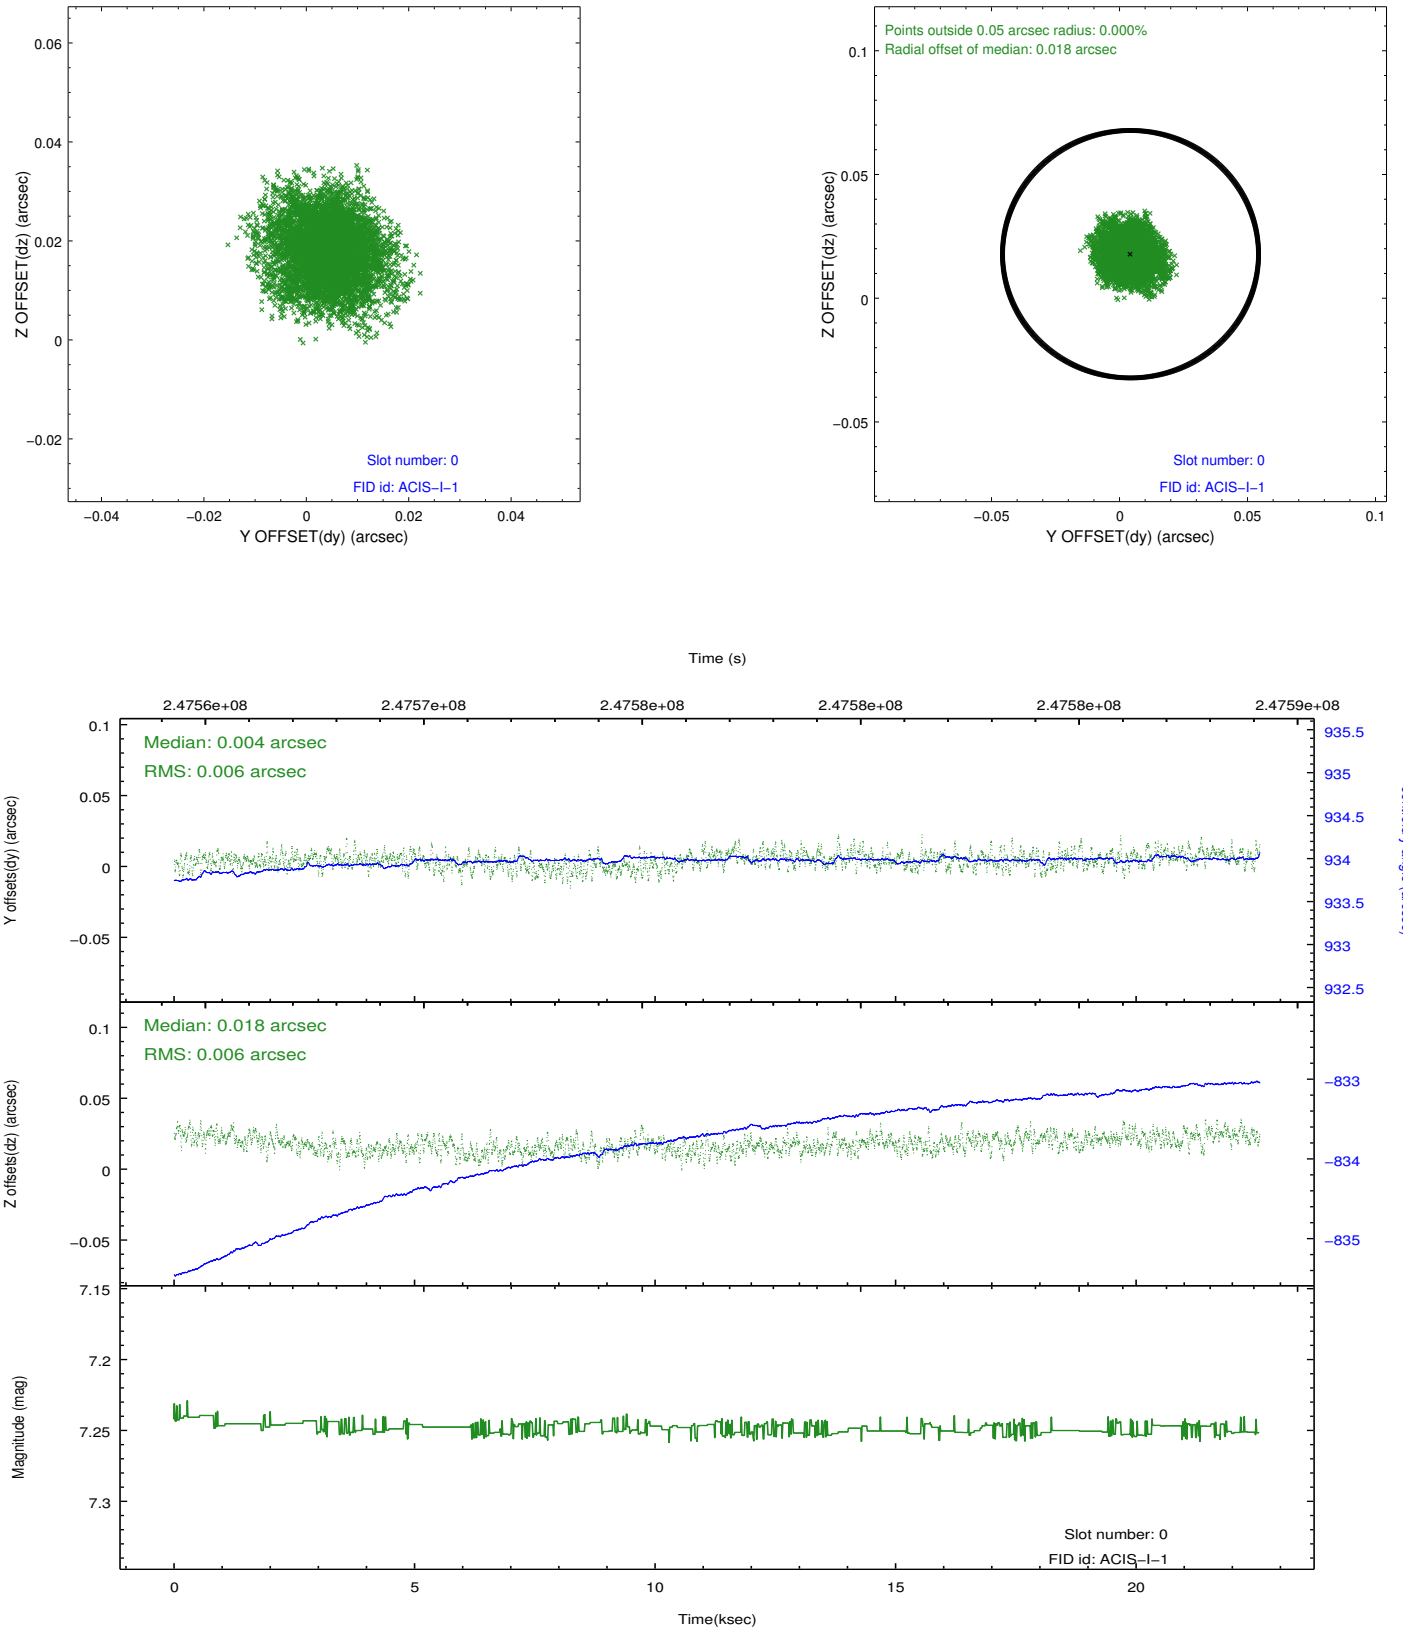 0.06
0.04
0.02
0
−0.02
Z OFFSET(dz) (arcsec)
−0.04
−0.02
0
0.02
0.04
Y OFFSET(dy) (arcsec)
Slot number: 0
FID id: ACIS−I−1
Points outside 0.05 arcsec radius: 0.000%
Radial offset of median: 0.018 arcsec
0.1
0.05
0
−0.05
Z OFFSET(dz) (arcsec)
−0.05
0
0.05
0.1
Y OFFSET(dy) (arcsec)
Slot number: 0
FID id: ACIS−I−1
Time (s)
2.4756e+08
2.4757e+08
2.4758e+08
2.4758e+08
2.4758e+08
2.4759e+08
Median: 0.004 arcsec
RMS: 0.006 arcsec
Y offsets(dy) (arcsec)
0.1
0.05
0
−0.05
935.5
935
934.5
934
933.5
933
932.5
Median: 0.018 arcsec
RMS: 0.006 arcsec
Z offsets(dz) (arcsec)
0.1
0.05
0
−0.05
−833
−834
−835
Magnitude (mag)
7.15
7.2
7.25
7.3
Slot number: 0
FID id: ACIS−I−1
0
5
10
15
20
Time(ksec)